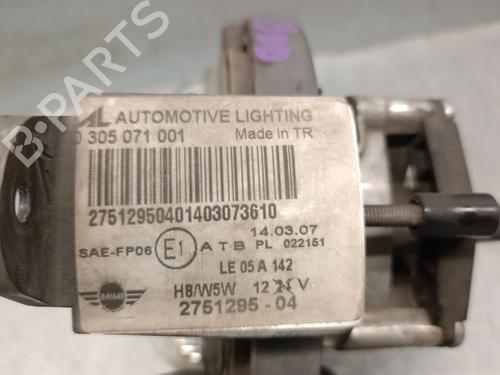 AL AUTOMOTIVE LIGHTING
0 305 071 001 Made in TR
27512950401403073610
14.03.07
SAE-FP06 E1 A T B PL 022151
LE 05 A 142
H8/W5W 12 V
MINI 2751295 - 04
B-PARTS